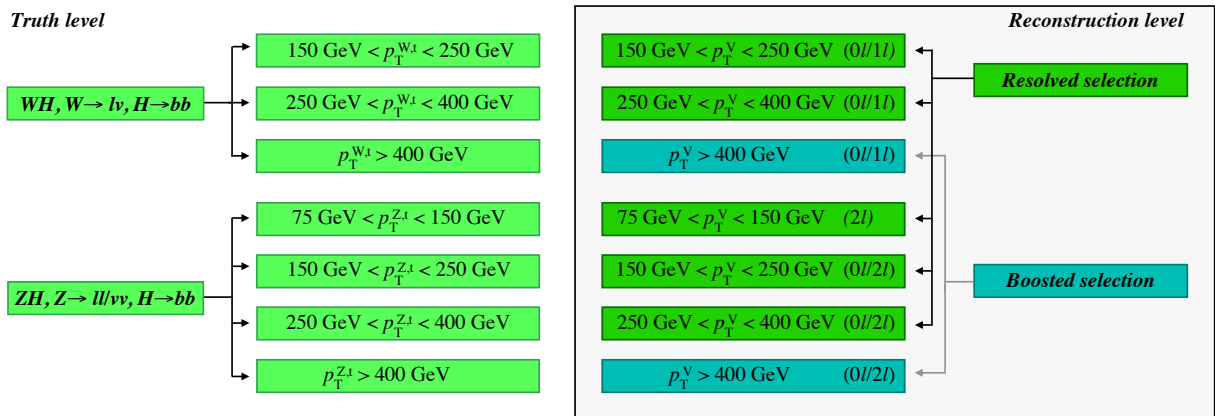 Truth level
Reconstruction level
WH, W→ lν, H→bb
150 GeV < p_T^{W,t} < 250 GeV
250 GeV < p_T^{W,t} < 400 GeV
p_T^{W,t} > 400 GeV
ZH, Z→ ll/νν, H→bb
75 GeV < p_T^{Z,t} < 150 GeV
150 GeV < p_T^{Z,t} < 250 GeV
250 GeV < p_T^{Z,t} < 400 GeV
p_T^{Z,t} > 400 GeV
150 GeV < p_T^V < 250 GeV (0l/1l)
250 GeV < p_T^V < 400 GeV (0l/1l)
p_T^V > 400 GeV (0l/1l)
75 GeV < p_T^V < 150 GeV (2l)
150 GeV < p_T^V < 250 GeV (0l/2l)
250 GeV < p_T^V < 400 GeV (0l/2l)
p_T^V > 400 GeV (0l/2l)
Resolved selection
Boosted selection